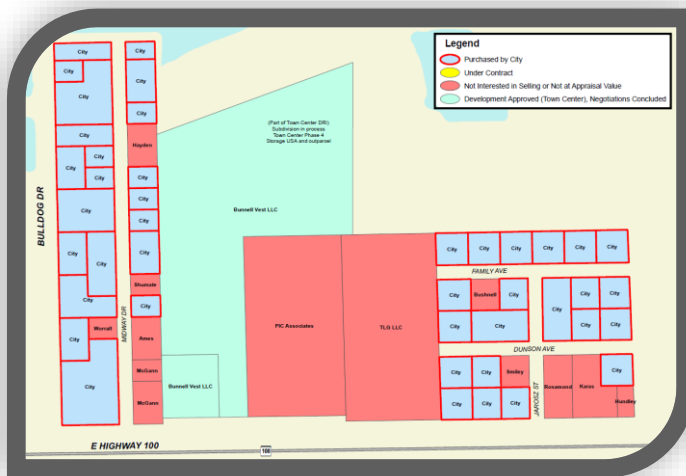 Legend
Purchased by City
Under Contract
Not Interested in Selling or Not at Appraisal Value
Development Approved (Town Center), Negotiations Concluded
City
City
City
City
City
City
City
City
City
City
City
City
City
City
Worrall
City
City
City
City
Hayden
City
City
City
City
Shumate
City
Ames
McGann
McGann
BULLDOG DR
MIDWAY DR
(Part of Town Center DRI)
Subdivision in process
Town Center Phase 4
Storage USA and outparcel
Bunnell Vest LLC
Bunnell Vest LLC
PIC Associates
TLG LLC
City
City
City
City
City
City
FAMILY AVE
City
Bushnell
City
City
City
City
City
City
City
City
DUNSON AVE
City
City
Smiley
City
City
City
JAROSZ ST
Rosamond
Karas
City
Hundley
E HIGHWAY 100
100